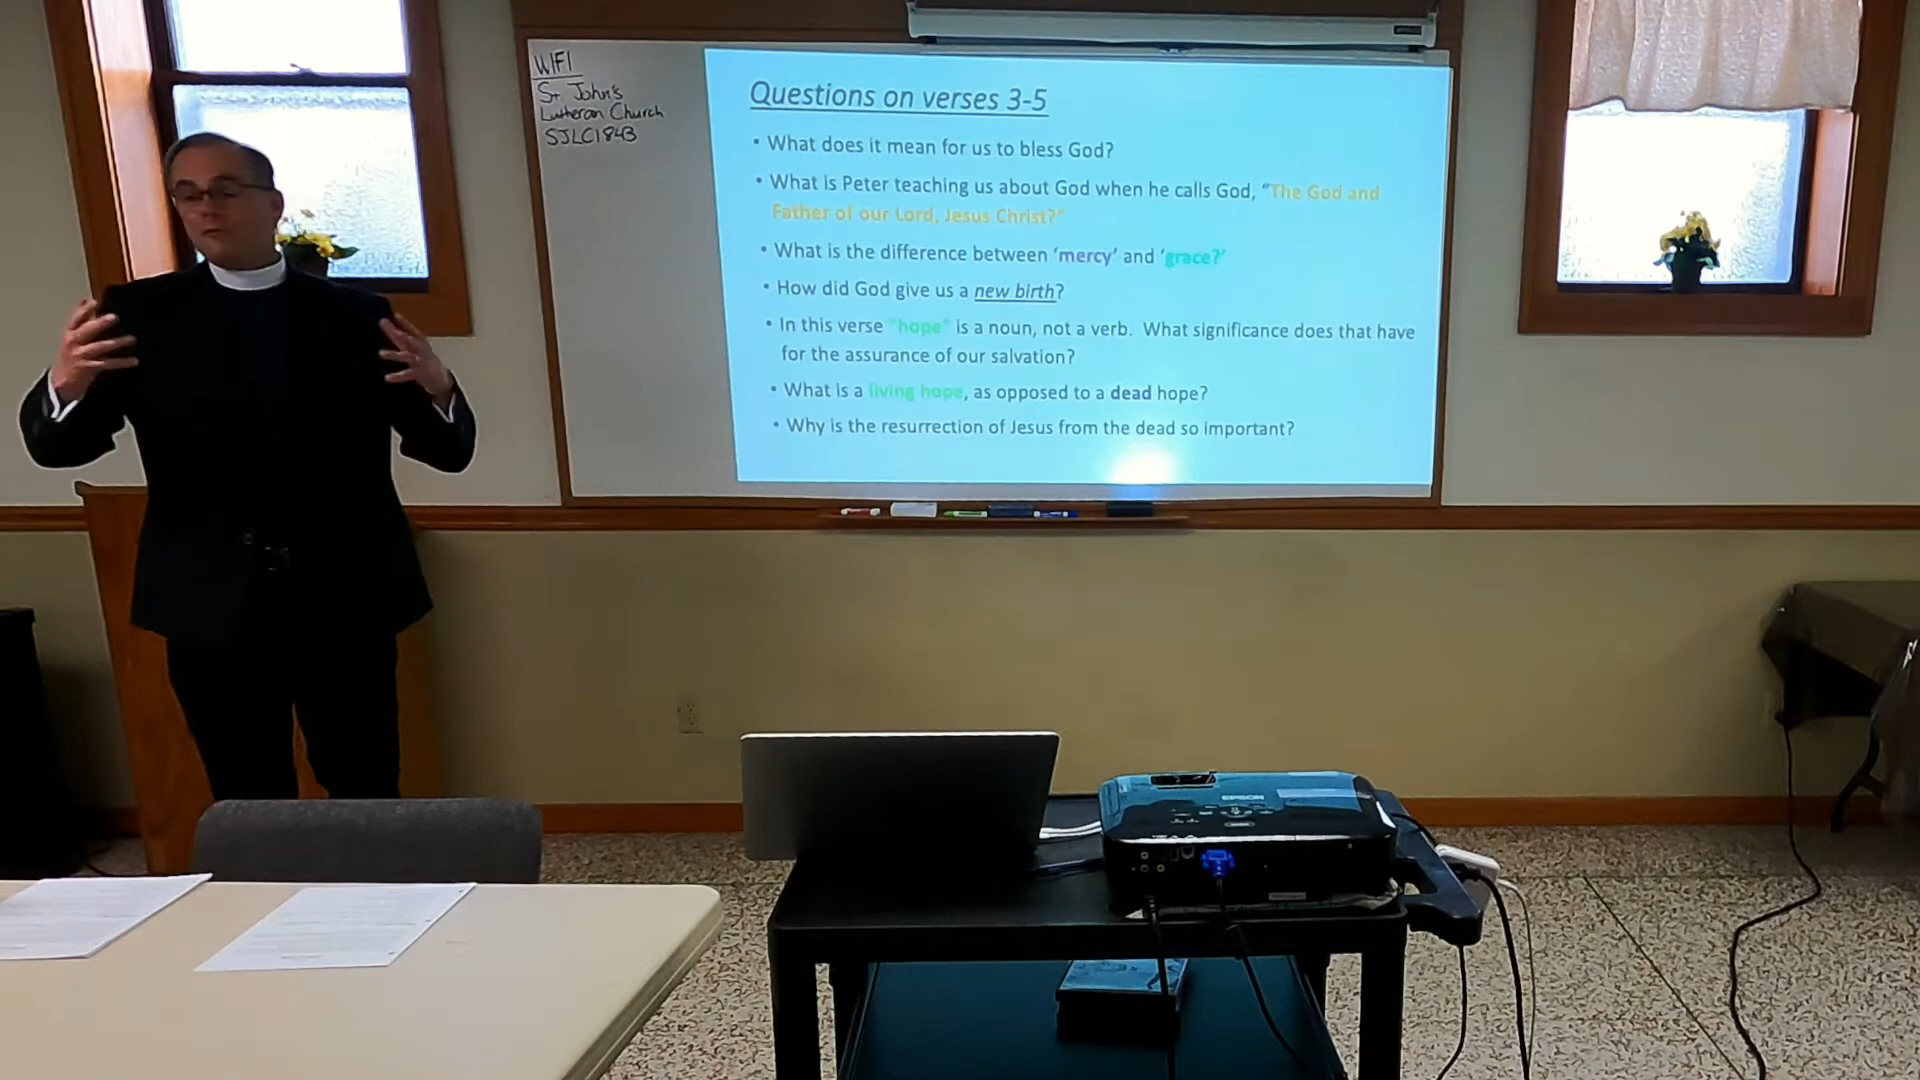 WIFI
St. John's
Lutheran Church
SJLC1843
Questions on verses 3-5
• What does it mean for us to bless God?
• What is Peter teaching us about God when he calls God, “The God and
Father of our Lord, Jesus Christ?”
• What is the difference between ‘mercy’ and ‘grace?’
• How did God give us a new birth?
• In this verse “hope” is a noun, not a verb. What significance does that have
for the assurance of our salvation?
• What is a living hope, as opposed to a dead hope?
• Why is the resurrection of Jesus from the dead so important?
EPSON